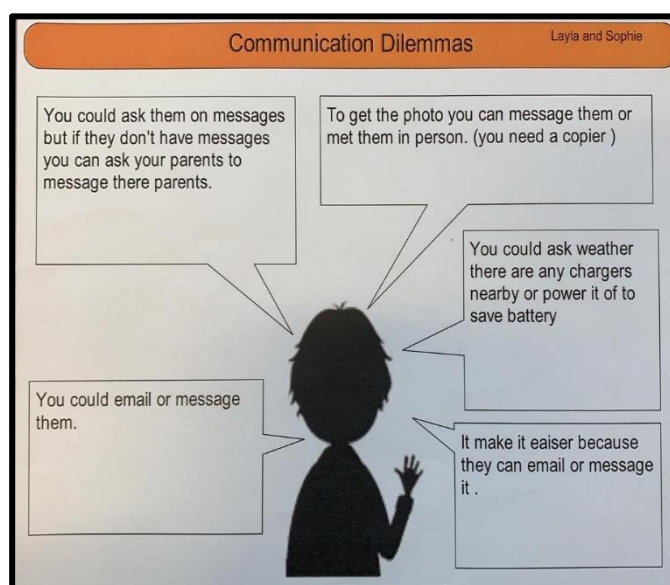 Communication Dilemmas
Layla and Sophie
You could ask them on messages
but if they don't have messages
you can ask your parents to
message there parents.
To get the photo you can message them or
met them in person. (you need a copier )
You could ask weather
there are any chargers
nearby or power it of to
save battery
You could email or message
them.
It make it eaiser because
they can email or message
it .